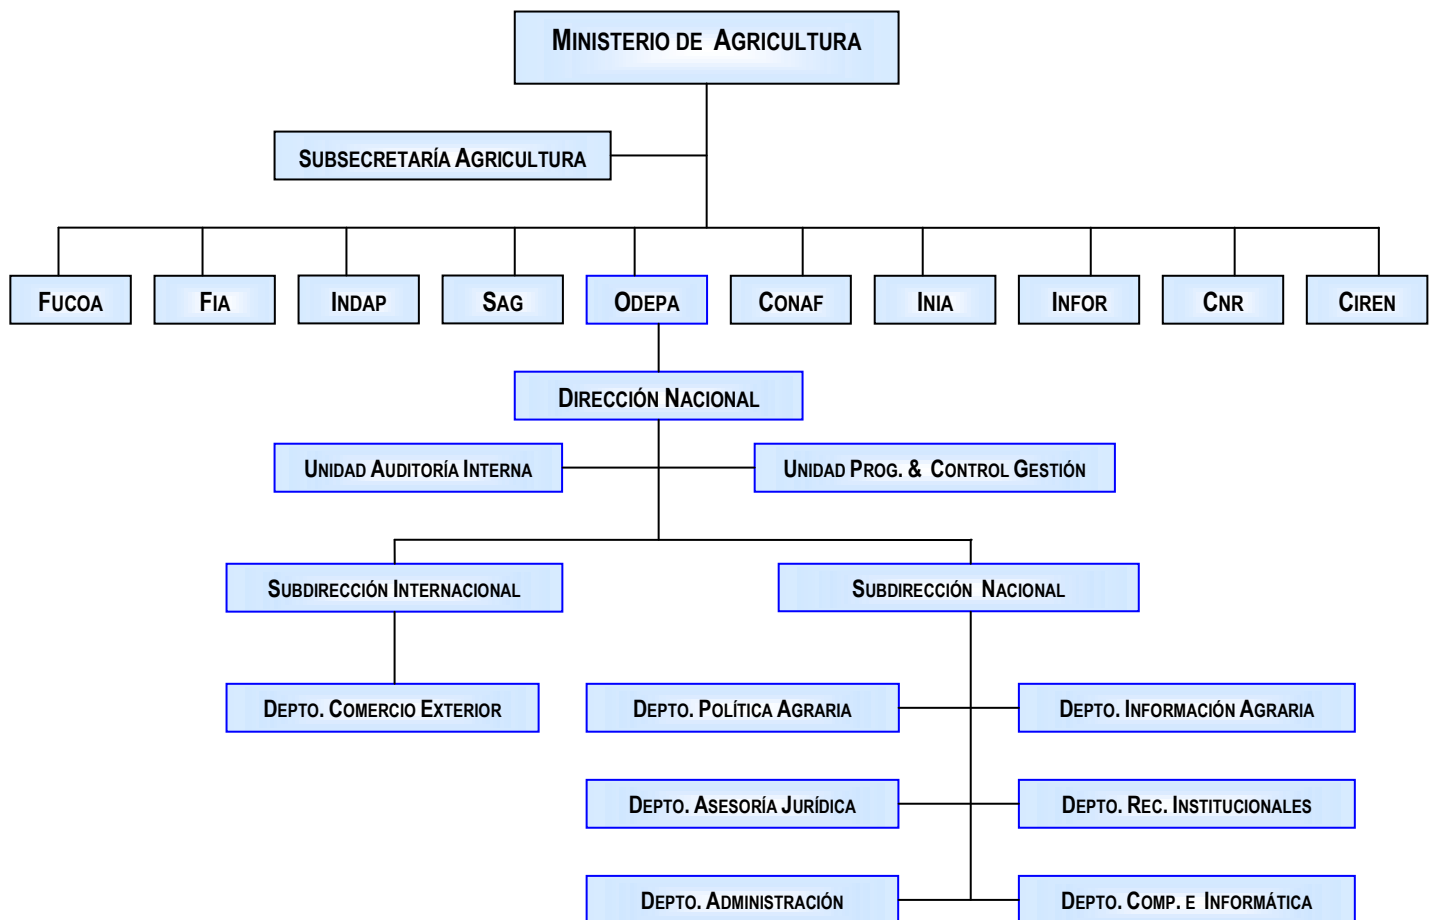 MINISTERIO DE AGRICULTURA
SUBSECRETARÍA AGRICULTURA
FUCOA
FIA
INDAP
SAG
ODEPA
CONAF
INIA
INFOR
CNR
CIREN
DIRECCIÓN NACIONAL
UNIDAD AUDITORÍA INTERNA
UNIDAD PROG. & CONTROL GESTIÓN
SUBDIRECCIÓN INTERNACIONAL
SUBDIRECCIÓN NACIONAL
DEPTO. COMERCIO EXTERIOR
DEPTO. POLÍTICA AGRARIA
DEPTO. INFORMACIÓN AGRARIA
DEPTO. ASESORÍA JURÍDICA
DEPTO. REC. INSTITUCIONALES
DEPTO. ADMINISTRACIÓN
DEPTO. COMP. E INFORMÁTICA